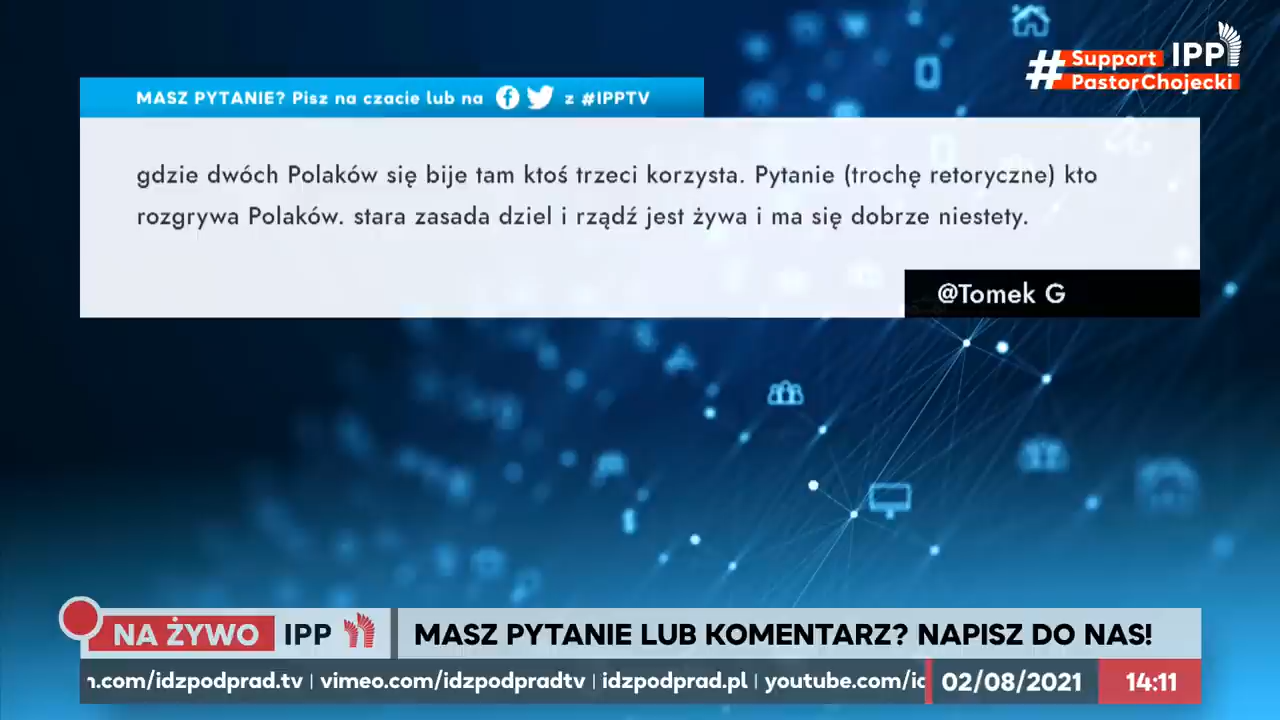 #Support PastorChojecki
IPP
MASZ PYTANIE? Pisz na czacie lub na z #IPPTV
gdzie dwóch Polaków się bije tam ktoś trzeci korzysta. Pytanie (trochę retoryczne) kto
rozgrywa Polaków. stara zasada dziel i rządź jest żywa i ma się dobrze niestety.
@Tomek G
NA ŻYWO IPP
MASZ PYTANIE LUB KOMENTARZ? NAPISZ DO NAS!
n.com/idzpodprad.tv | vimeo.com/idzpodpradtv | idzpodprad.pl | youtube.com/ic
02/08/2021
14:11